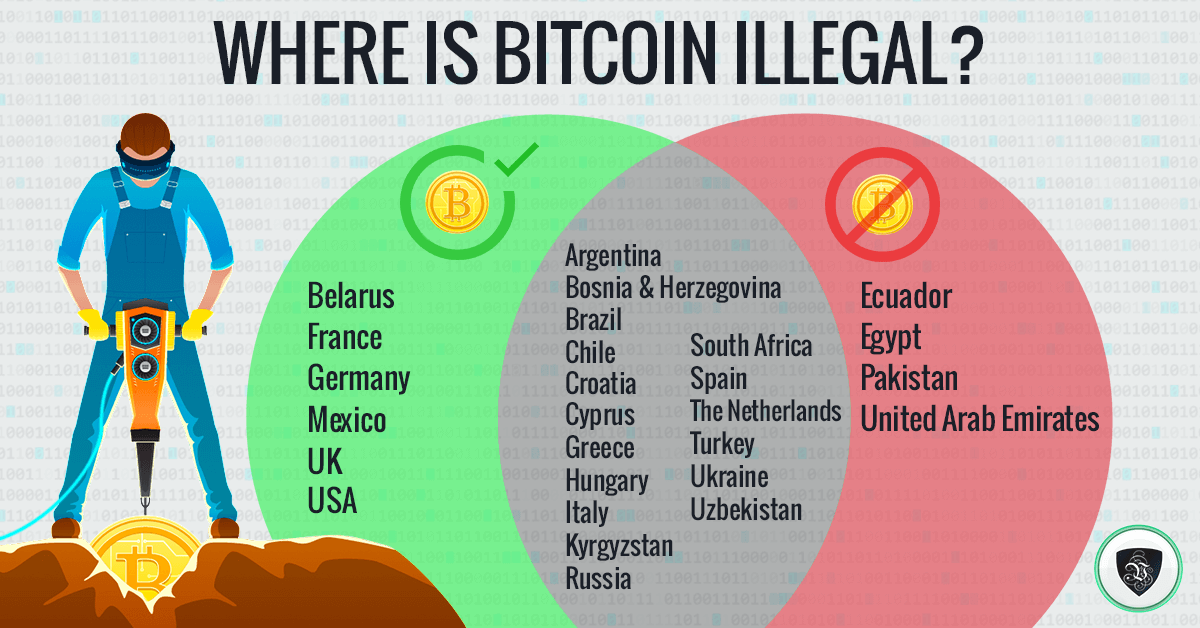 WHERE IS BITCOIN ILLEGAL?
Belarus
France
Germany
Mexico
UK
USA
Argentina
Bosnia & Herzegovina
Brazil
Chile
Croatia
Cyprus
Greece
Hungary
Italy
Kyrgyzstan
Russia
South Africa
Spain
The Netherlands
Turkey
Ukraine
Uzbekistan
Ecuador
Egypt
Pakistan
United Arab Emirates